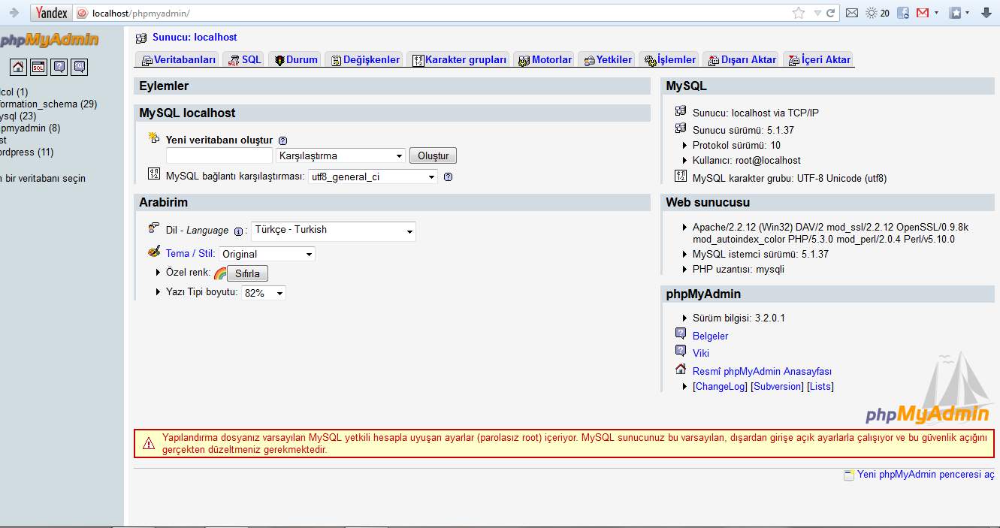 Yandex localhost/phpmyadmin/ 20
phpMyAdmin
SQL
SQL
col (1)
formation_schema (29)
ysql (23)
pmyadmin (8)
st
ordpress (11)
bir veritabanı seçin
Sunucu: localhost
Veritabanları SQL Durum Değişkenler Karakter grupları Motorlar Yetkiler İşlemler Dışarı Aktar İçeri Aktar
Eylemler
MySQL localhost
Yeni veritabanı oluştur
Karşılaştırma Oluştur
MySQL bağlantı karşılaştırması: utf8_general_ci
Arabirim
Dil - Language : Türkçe - Turkish
Tema / Stil: Original
Özel renk: Sıfırla
Yazı Tipi boyutu: 82%
MySQL
Sunucu: localhost via TCP/IP
Sunucu sürümü: 5.1.37
Protokol sürümü: 10
Kullanıcı: root@localhost
MySQL karakter grubu: UTF-8 Unicode (utf8)
Web sunucusu
Apache/2.2.12 (Win32) DAV/2 mod_ssl/2.2.12 OpenSSL/0.9.8k
mod_autoindex_color PHP/5.3.0 mod_perl/2.0.4 Perl/v5.10.0
MySQL istemci sürümü: 5.1.37
PHP uzantısı: mysqli
phpMyAdmin
Sürüm bilgisi: 3.2.0.1
Belgeler
Viki
Resmî phpMyAdmin Anasayfası
[ChangeLog] [Subversion] [Lists]
phpMyAdmin
Yapılandırma dosyanız varsayılan MySQL yetkili hesapla uyuşan ayarlar (parolasız root) içeriyor. MySQL sunucunuz bu varsayılan, dışardan girişe açık ayarlarla çalışıyor ve bu güvenlik açığını
gerçekten düzeltmeniz gerekmektedir.
Yeni phpMyAdmin penceresi aç